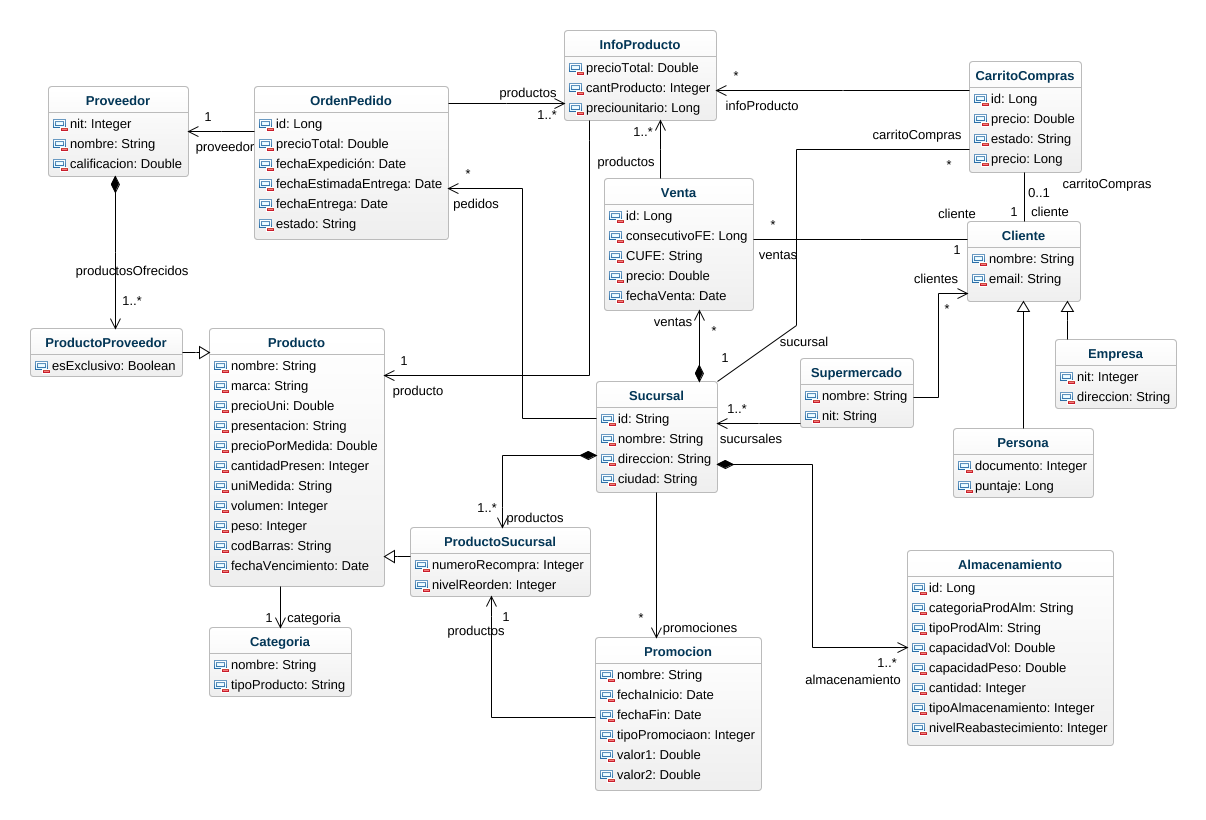 InfoProducto
precioTotal: Double
cantProducto: Integer
preciounitario: Long
CarritoCompras
id: Long
precio: Double
estado: String
precio: Long
Proveedor
nit: Integer
nombre: String
calificacion: Double
OrdenPedido
id: Long
precioTotal: Double
fechaExpedición: Date
fechaEstimadaEntrega: Date
fechaEntrega: Date
estado: String
productos
1..*
*
infoProducto
1
proveedor
*
pedidos
1..*
productos
carritoCompras
*
carritoCompras
0..1
1
cliente
cliente
Venta
id: Long
consecutivoFE: Long
CUFE: String
precio: Double
fechaVenta: Date
*
ventas
1
Cliente
nombre: String
email: String
clientes
*
productosOfrecidos
1..*
ventas
*
1
sucursal
ProductoProveedor
esExclusivo: Boolean
Producto
nombre: String
marca: String
precioUni: Double
presentacion: String
precioPorMedida: Double
cantidadPresen: Integer
uniMedida: String
volumen: Integer
peso: Integer
codBarras: String
fechaVencimiento: Date
1
producto
Sucursal
id: String
nombre: String
direccion: String
ciudad: String
1..*
sucursales
Supermercado
nombre: String
nit: String
Empresa
nit: Integer
direccion: String
Persona
documento: Integer
puntaje: Long
1..*
productos
ProductoSucursal
numeroRecompra: Integer
nivelReorden: Integer
1
productos
1
categoria
Categoria
nombre: String
tipoProducto: String
*
promociones
Promocion
nombre: String
fechaInicio: Date
fechaFin: Date
tipoPromociaon: Integer
valor1: Double
valor2: Double
1..*
almacenamiento
Almacenamiento
id: Long
categoriaProdAlm: String
tipoProdAlm: String
capacidadVol: Double
capacidadPeso: Double
cantidad: Integer
tipoAlmacenamiento: Integer
nivelReabastecimiento: Integer